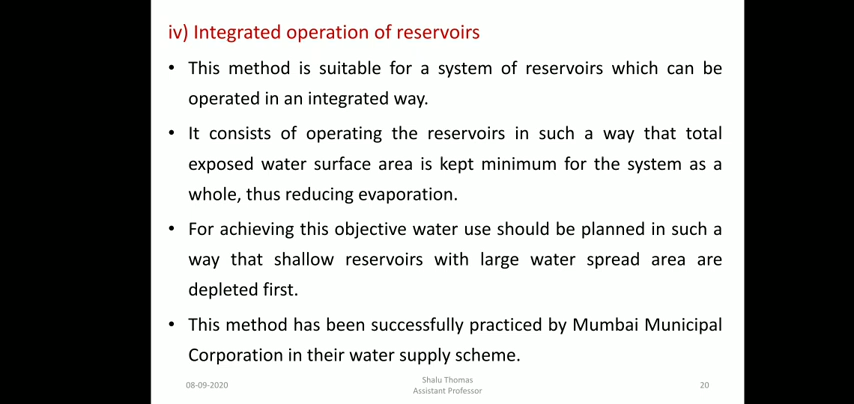 iv) Integrated operation of reservoirs
• This method is suitable for a system of reservoirs which can be
operated in an integrated way.
• It consists of operating the reservoirs in such a way that total
exposed water surface area is kept minimum for the system as a
whole, thus reducing evaporation.
• For achieving this objective water use should be planned in such a
way that shallow reservoirs with large water spread area are
depleted first.
• This method has been successfully practiced by Mumbai Municipal
Corporation in their water supply scheme.
08-09-2020
Shalu Thomas
Assistant Professor
20